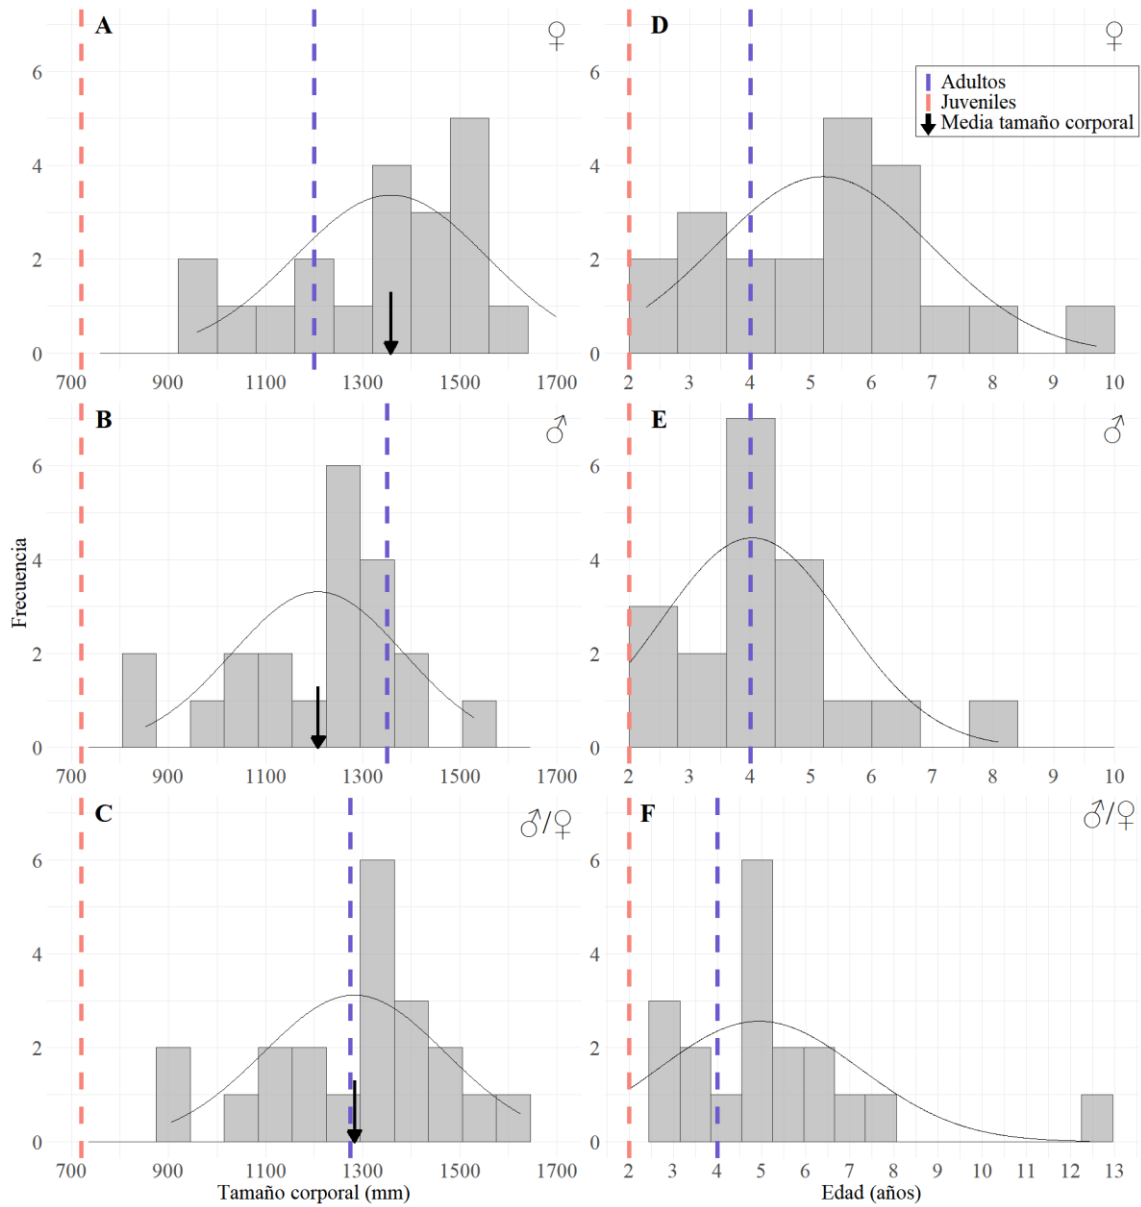 A
♀
D
♀
Adultos
Juveniles
Media tamaño corporal
6
4
2
0
700 900 1100 1300 1500 1700
6
4
2
0
2 3 4 5 6 7 8 9 10
B
♂
E
♂
Frecuencia
6
4
2
0
700 900 1100 1300 1500 1700
6
4
2
0
2 3 4 5 6 7 8 9 10
C
♂/♀
F
♂/♀
6
4
2
0
700 900 1100 1300 1500 1700
Tamaño corporal (mm)
6
4
2
0
2 3 4 5 6 7 8 9 10 11 12 13
Edad (años)